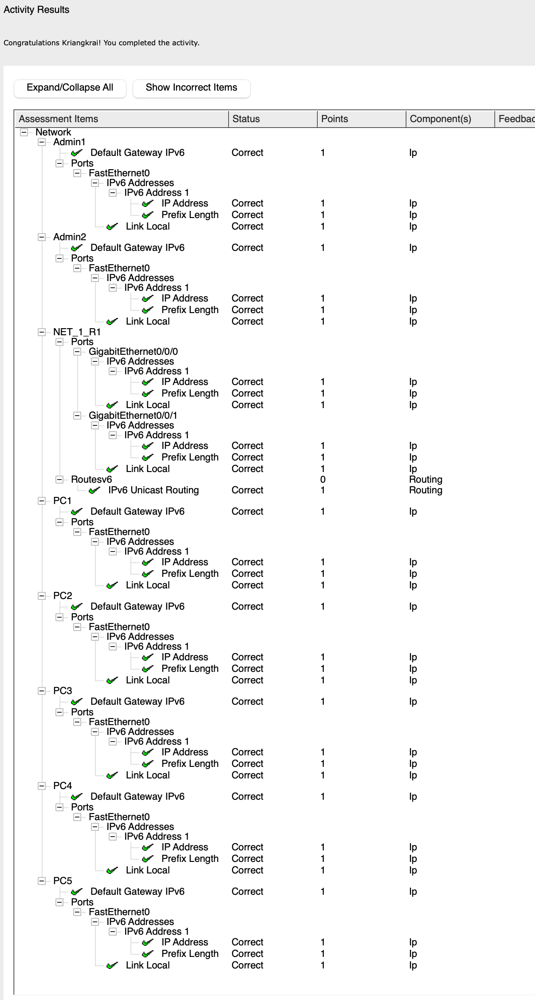 Activity Results
Congratulations Kriangkrai! You completed the activity.
Expand/Collapse All Show Incorrect Items
Assessment Items Status Points Component(s)
Network
Admin1
Default Gateway IPv6 Correct 1 Ip
Ports
FastEthernet0
IPv6 Addresses
IPv6 Address 1
IP Address Correct 1 Ip
Prefix Length Correct 1 Ip
Link Local Correct 1 Ip
Admin2
Default Gateway IPv6 Correct 1 Ip
Ports
FastEthernet0
IPv6 Addresses
IPv6 Address 1
IP Address Correct 1 Ip
Prefix Length Correct 1 Ip
Link Local Correct 1 Ip
NET_1_R1
Ports
GigabitEthernet0/0/0
IPv6 Addresses
IPv6 Address 1
IP Address Correct 1 Ip
Prefix Length Correct 1 Ip
Link Local Correct 1 Ip
GigabitEthernet0/0/1
IPv6 Addresses
IPv6 Address 1
IP Address Correct 1 Ip
Prefix Length Correct 1 Ip
Link Local Correct 1 Ip
Routesv6 0 Routing
IPv6 Unicast Routing Correct 1 Routing
PC1
Default Gateway IPv6 Correct 1 Ip
Ports
FastEthernet0
IPv6 Addresses
IPv6 Address 1
IP Address Correct 1 Ip
Prefix Length Correct 1 Ip
Link Local Correct 1 Ip
PC2
Default Gateway IPv6 Correct 1 Ip
Ports
FastEthernet0
IPv6 Addresses
IPv6 Address 1
IP Address Correct 1 Ip
Prefix Length Correct 1 Ip
Link Local Correct 1 Ip
PC3
Default Gateway IPv6 Correct 1 Ip
Ports
FastEthernet0
IPv6 Addresses
IPv6 Address 1
IP Address Correct 1 Ip
Prefix Length Correct 1 Ip
Link Local Correct 1 Ip
PC4
Default Gateway IPv6 Correct 1 Ip
Ports
FastEthernet0
IPv6 Addresses
IPv6 Address 1
IP Address Correct 1 Ip
Prefix Length Correct 1 Ip
Link Local Correct 1 Ip
PC5
Default Gateway IPv6 Correct 1 Ip
Ports
FastEthernet0
IPv6 Addresses
IPv6 Address 1
IP Address Correct 1 Ip
Prefix Length Correct 1 Ip
Link Local Correct 1 Ip